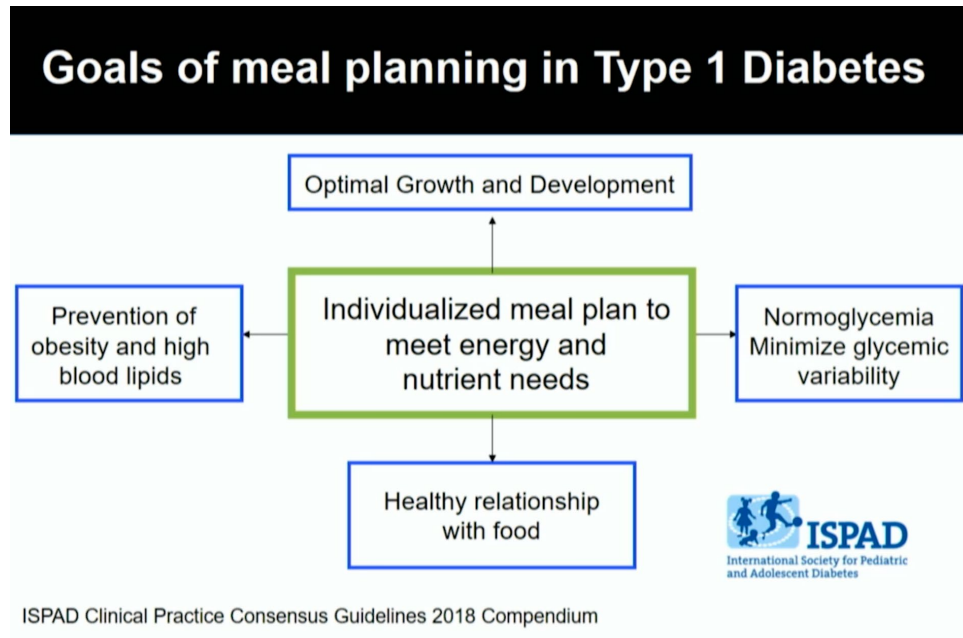 Goals of meal planning in Type 1 Diabetes
Optimal Growth and Development
Prevention of
obesity and high
blood lipids
Individualized meal plan to
meet energy and
nutrient needs
Normoglycemia
Minimize glycemic
variability
Healthy relationship
with food
ISPAD
International Society for Pediatric
and Adolescent Diabetes
ISPAD Clinical Practice Consensus Guidelines 2018 Compendium